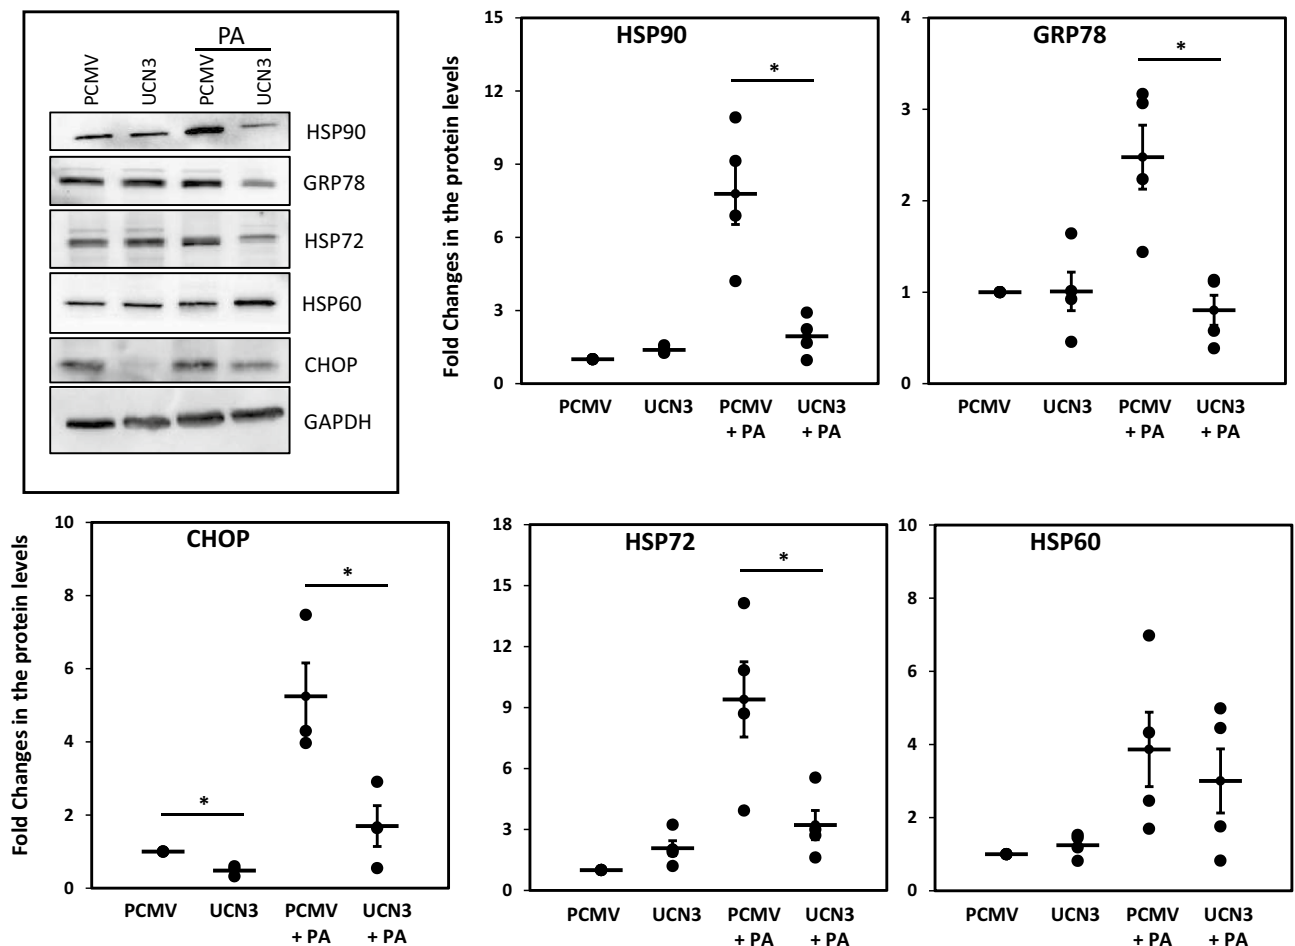 PA
PCMV
UCN3
PCMV
UCN3
HSP90
GRP78
HSP72
HSP60
CHOP
GAPDH
Fold Changes in the protein levels
HSP90
15
12
9
6
3
0
*
PCMV
UCN3
PCMV
+ PA
UCN3
+ PA
GRP78
4
3
2
1
0
*
PCMV
UCN3
PCMV
+ PA
UCN3
+ PA
Fold Changes in the protein levels
CHOP
10
8
6
4
2
0
*
*
PCMV
UCN3
PCMV
+ PA
UCN3
+ PA
HSP72
18
15
12
9
6
3
0
*
PCMV
UCN3
PCMV
+ PA
UCN3
+ PA
HSP60
10
8
6
4
2
0
PCMV
UCN3
PCMV
+ PA
UCN3
+ PA